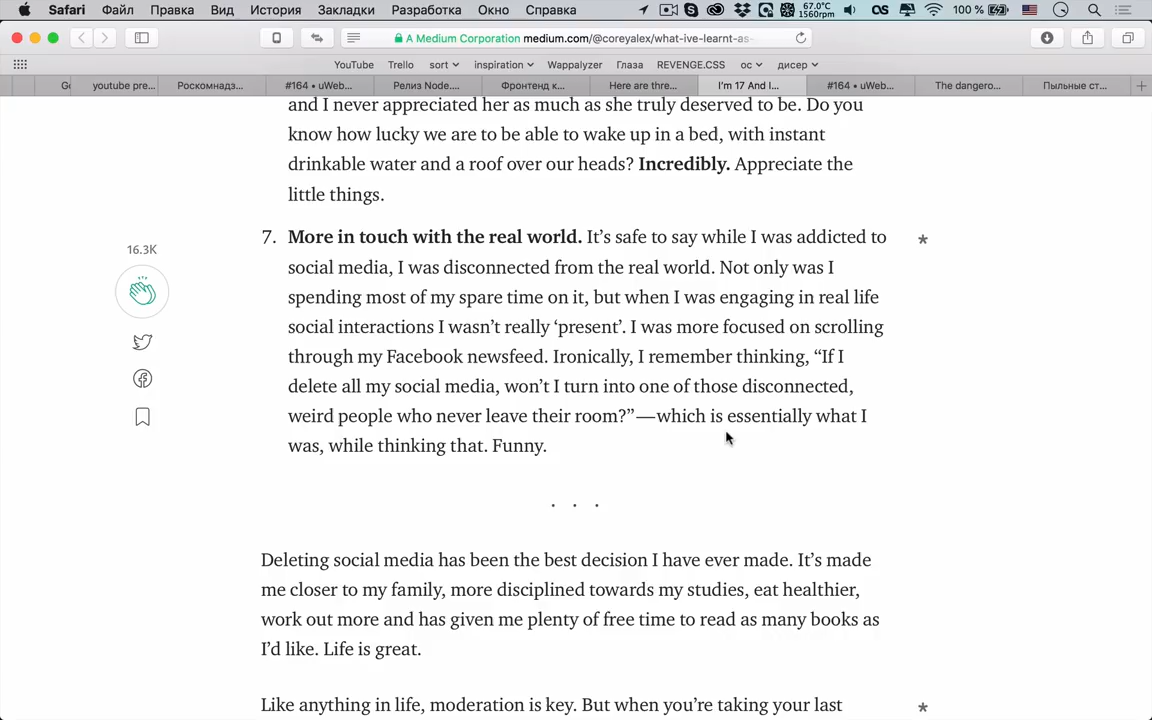 Safari Файл Правка Вид История Закладки Разработка Окно Справка 67.0°C 1560rpm 100 %
A Medium Corporation medium.com/@coreyalex/what-ive-learnt-as-
YouTube Trello sort inspiration Wappalyzer Глаза REVENGE.CSS ос дисер
Gc youtube pre... Роскомнадз... #164 • uWeb... Релиз Node.... Фронтенд к... Here are thre... I'm 17 And I... #164 • uWeb... The dangero... Пыльные ст...
and I never appreciated her as much as she truly deserved to be. Do you
know how lucky we are to be able to wake up in a bed, with instant
drinkable water and a roof over our heads? Incredibly. Appreciate the
little things.
7. More in touch with the real world. It's safe to say while I was addicted to *
16.3K
social media, I was disconnected from the real world. Not only was I
spending most of my spare time on it, but when I was engaging in real life
social interactions I wasn't really ‘present’. I was more focused on scrolling
through my Facebook newsfeed. Ironically, I remember thinking, “If I
delete all my social media, won't I turn into one of those disconnected,
weird people who never leave their room?”—which is essentially what I
was, while thinking that. Funny.
. . .
Deleting social media has been the best decision I have ever made. It's made
me closer to my family, more disciplined towards my studies, eat healthier,
work out more and has given me plenty of free time to read as many books as
I'd like. Life is great.
Like anything in life, moderation is key. But when you're taking your last *